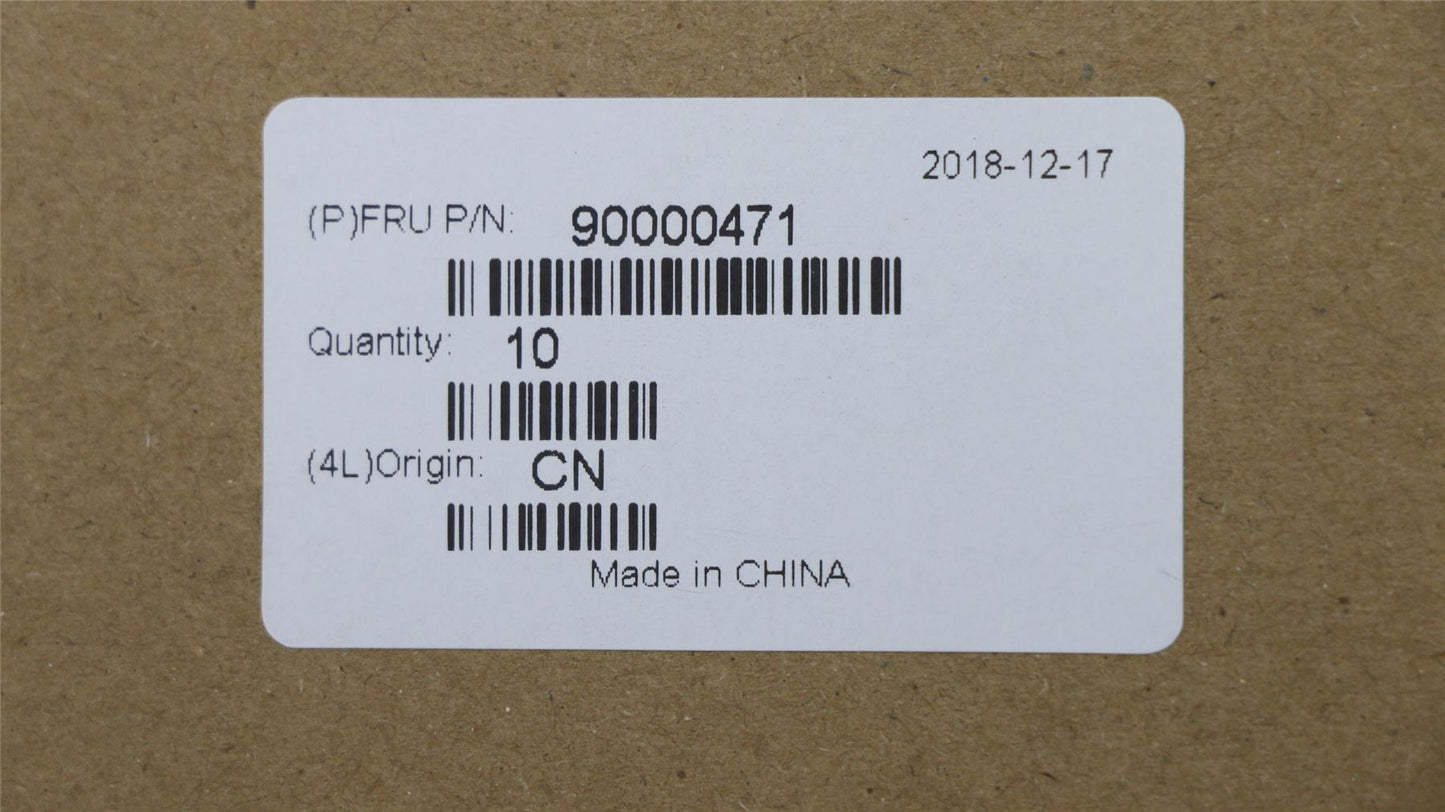 2018-12-17
(P)FRU P/N: 90000471
Quantity: 10
(4L)Origin: CN
Made in CHINA